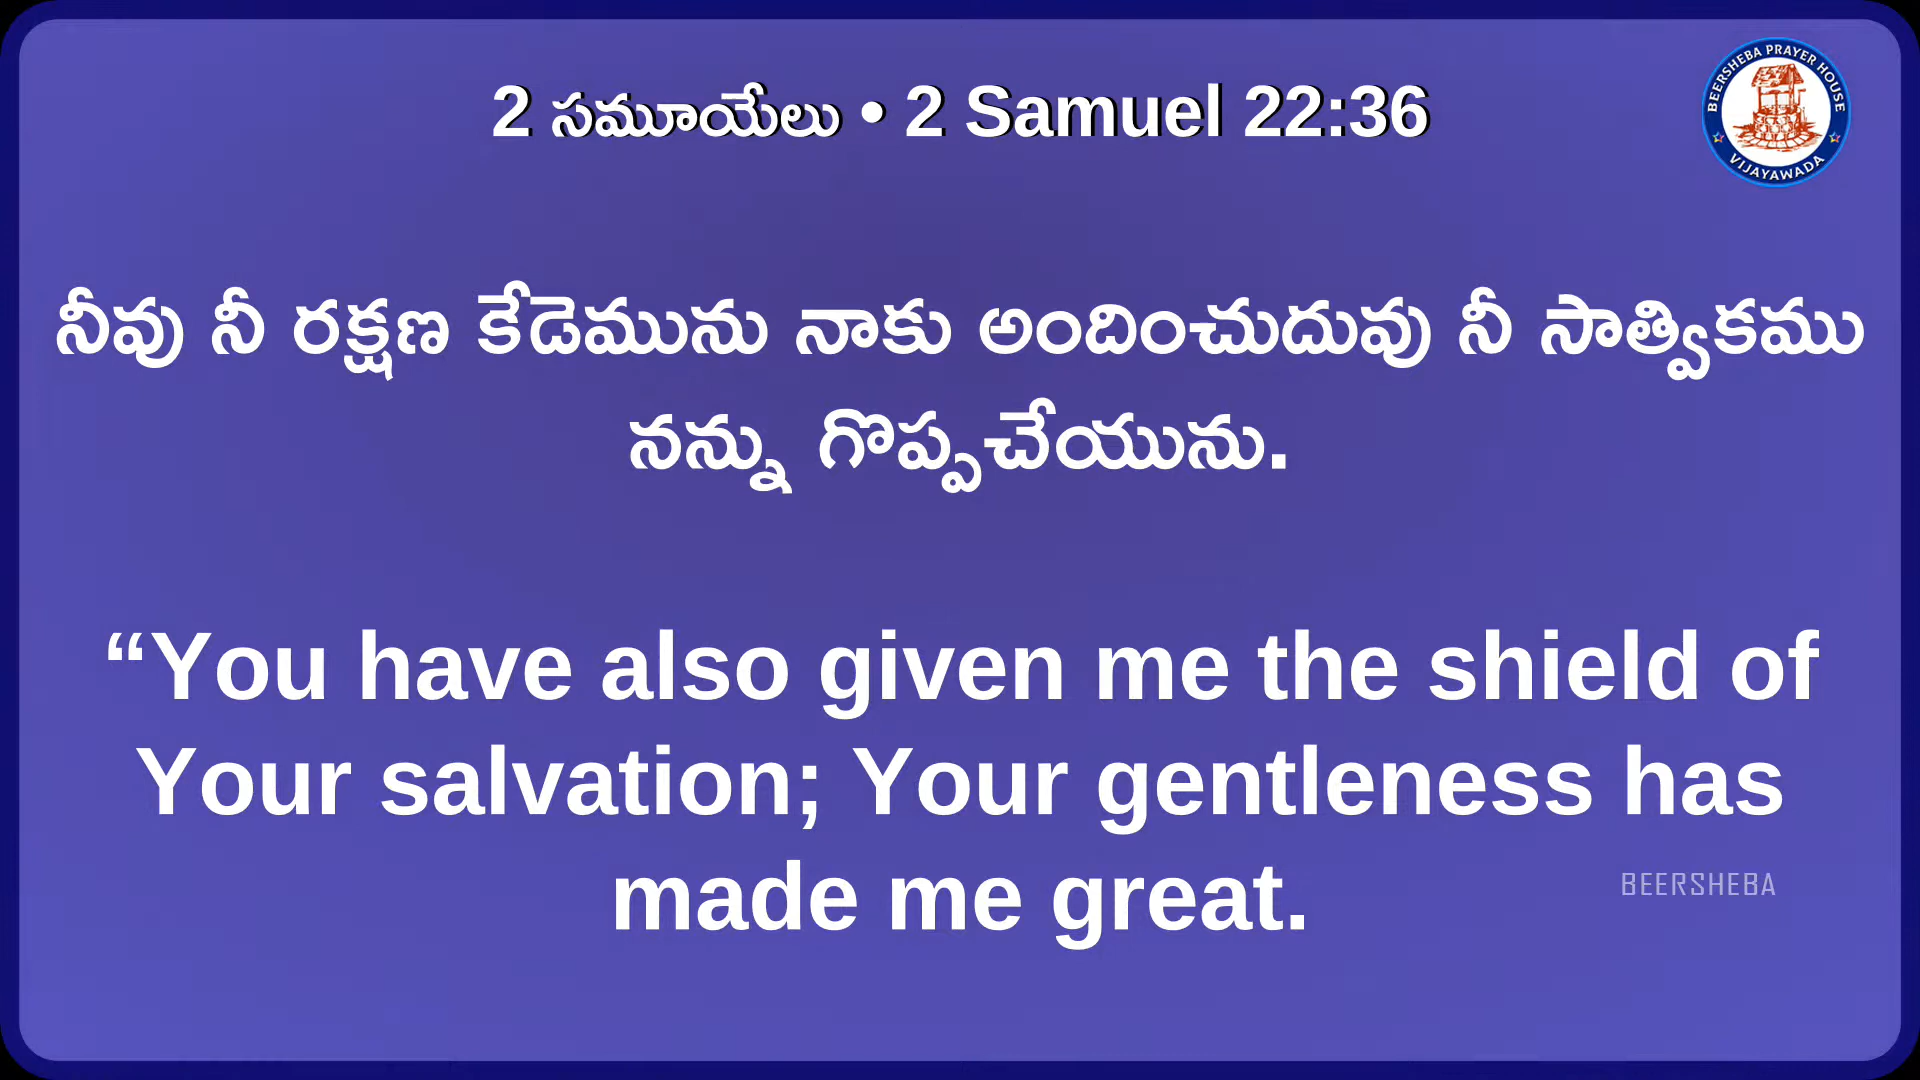 2 సమూయేలు • 2 Samuel 22:36
BEERSHEBA PRAYER HOUSE
VIJAYAWADA
నీవు నీ రక్షణ కేడెమును నాకు అందించుదువు నీ సాత్వికము
నన్ను గొప్పచేయును.
“You have also given me the shield of
Your salvation; Your gentleness has
made me great.
BEERSHEBA